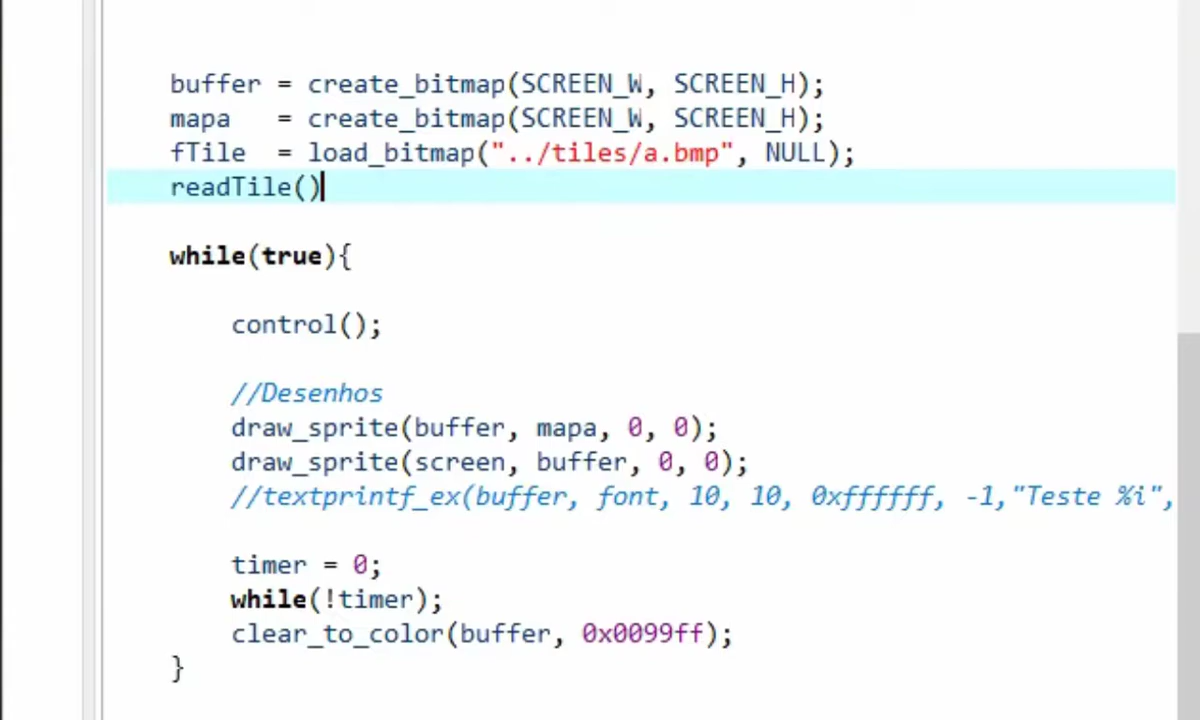 buffer = create_bitmap(SCREEN_W, SCREEN_H);
mapa   = create_bitmap(SCREEN_W, SCREEN_H);
fTile  = load_bitmap("../tiles/a.bmp", NULL);
readTile()
while(true){
control();
//Desenhos
draw_sprite(buffer, mapa, 0, 0);
draw_sprite(screen, buffer, 0, 0);
//textprintf_ex(buffer, font, 10, 10, 0xffffff, -1,"Teste %i",
timer = 0;
while(!timer);
clear_to_color(buffer, 0x0099ff);
}